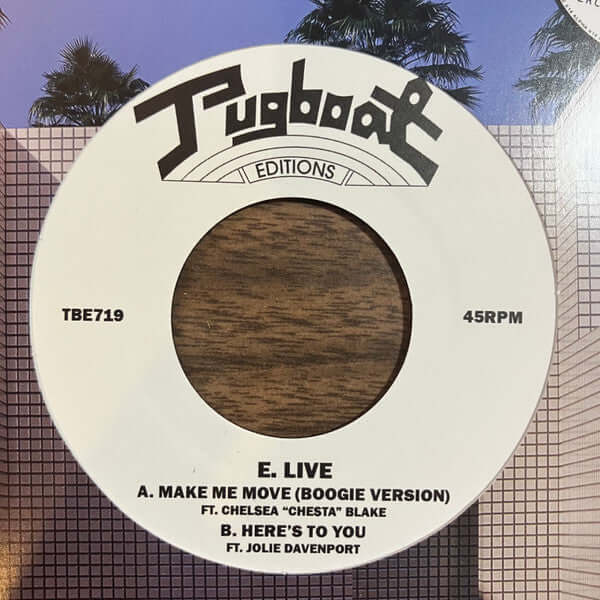 Tugboat
EDITIONS
TBE719
45RPM
E. LIVE
A. MAKE ME MOVE (BOOGIE VERSION)
FT. CHELSEA "CHESTA" BLAKE
B. HERE'S TO YOU
FT. JOLIE DAVENPORT